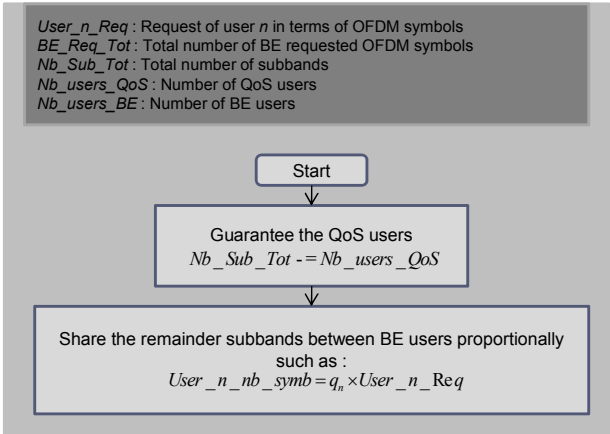 User_n_Req : Request of user n in terms of OFDM symbols
BE_Req_Tot : Total number of BE requested OFDM symbols
Nb_Sub_Tot : Total number of subbands
Nb_users_QoS : Number of QoS users
Nb_users_BE : Number of BE users
Start
Guarantee the QoS users
Nb_Sub_Tot -= Nb_users_QoS
Share the remainder subbands between BE users proportionally
such as :
User_n_nb_symb = qₙ × User_n_Req